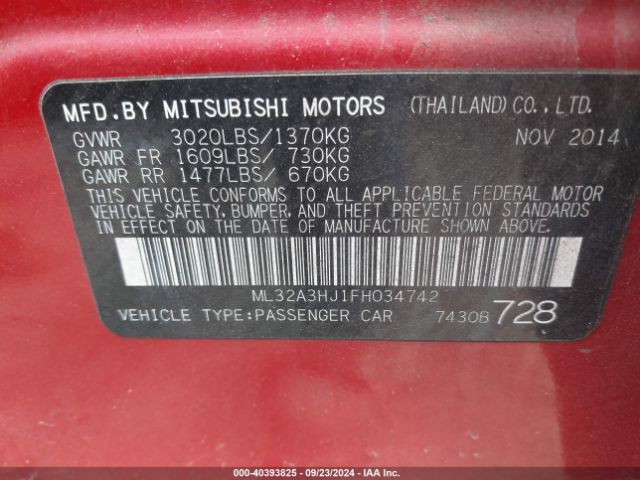 MFD.BY MITSUBISHI MOTORS (THAILAND)CO.,LTD.
GVWR 3020LBS/1370KG NOV 2014
GAWR FR 1609LBS/ 730KG
GAWR RR 1477LBS/ 670KG
THIS VEHICLE CONFORMS TO ALL APPLICABLE FEDERAL MOTOR
VEHICLE SAFETY, BUMPER, AND THEFT PREVENTION STANDARDS
IN EFFECT ON THE DATE OF MANUFACTURE SHOWN ABOVE.
ML32A3HJ1FH034742
VEHICLE TYPE:PASSENGER CAR 7430B 728
000-40393825 - 09/23/2024 - IAA Inc.